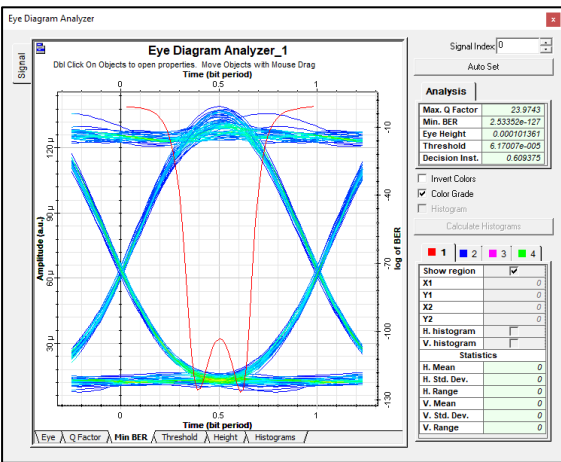 Eye Diagram Analyzer
x
Signal
Eye Diagram Analyzer_1
Dbl Click On Objects to open properties. Move Objects with Mouse Drag
Time (bit period)
0 0.5 1
Amplitude (a.u.)
120 µ
90 µ
60 µ
30 µ
log of BER
-10
-40
-70
-100
-130
0 0.5 1
Time (bit period)
Eye Q Factor Min BER Threshold Height Histograms
Signal Index: 0
Auto Set
Analysis
Max. Q Factor 23.9743
Min. BER 2.53352e-127
Eye Height 0.000101361
Threshold 6.17007e-005
Decision Inst. 0.609375
Invert Colors
Color Grade
Histogram
Calculate Histograms
1 2 3 4
Show region
X1 0
Y1 0
X2 0
Y2 0
H. histogram
V. histogram
Statistics
H. Mean 0
H. Std. Dev. 0
H. Range 0
V. Mean 0
V. Std. Dev. 0
V. Range 0